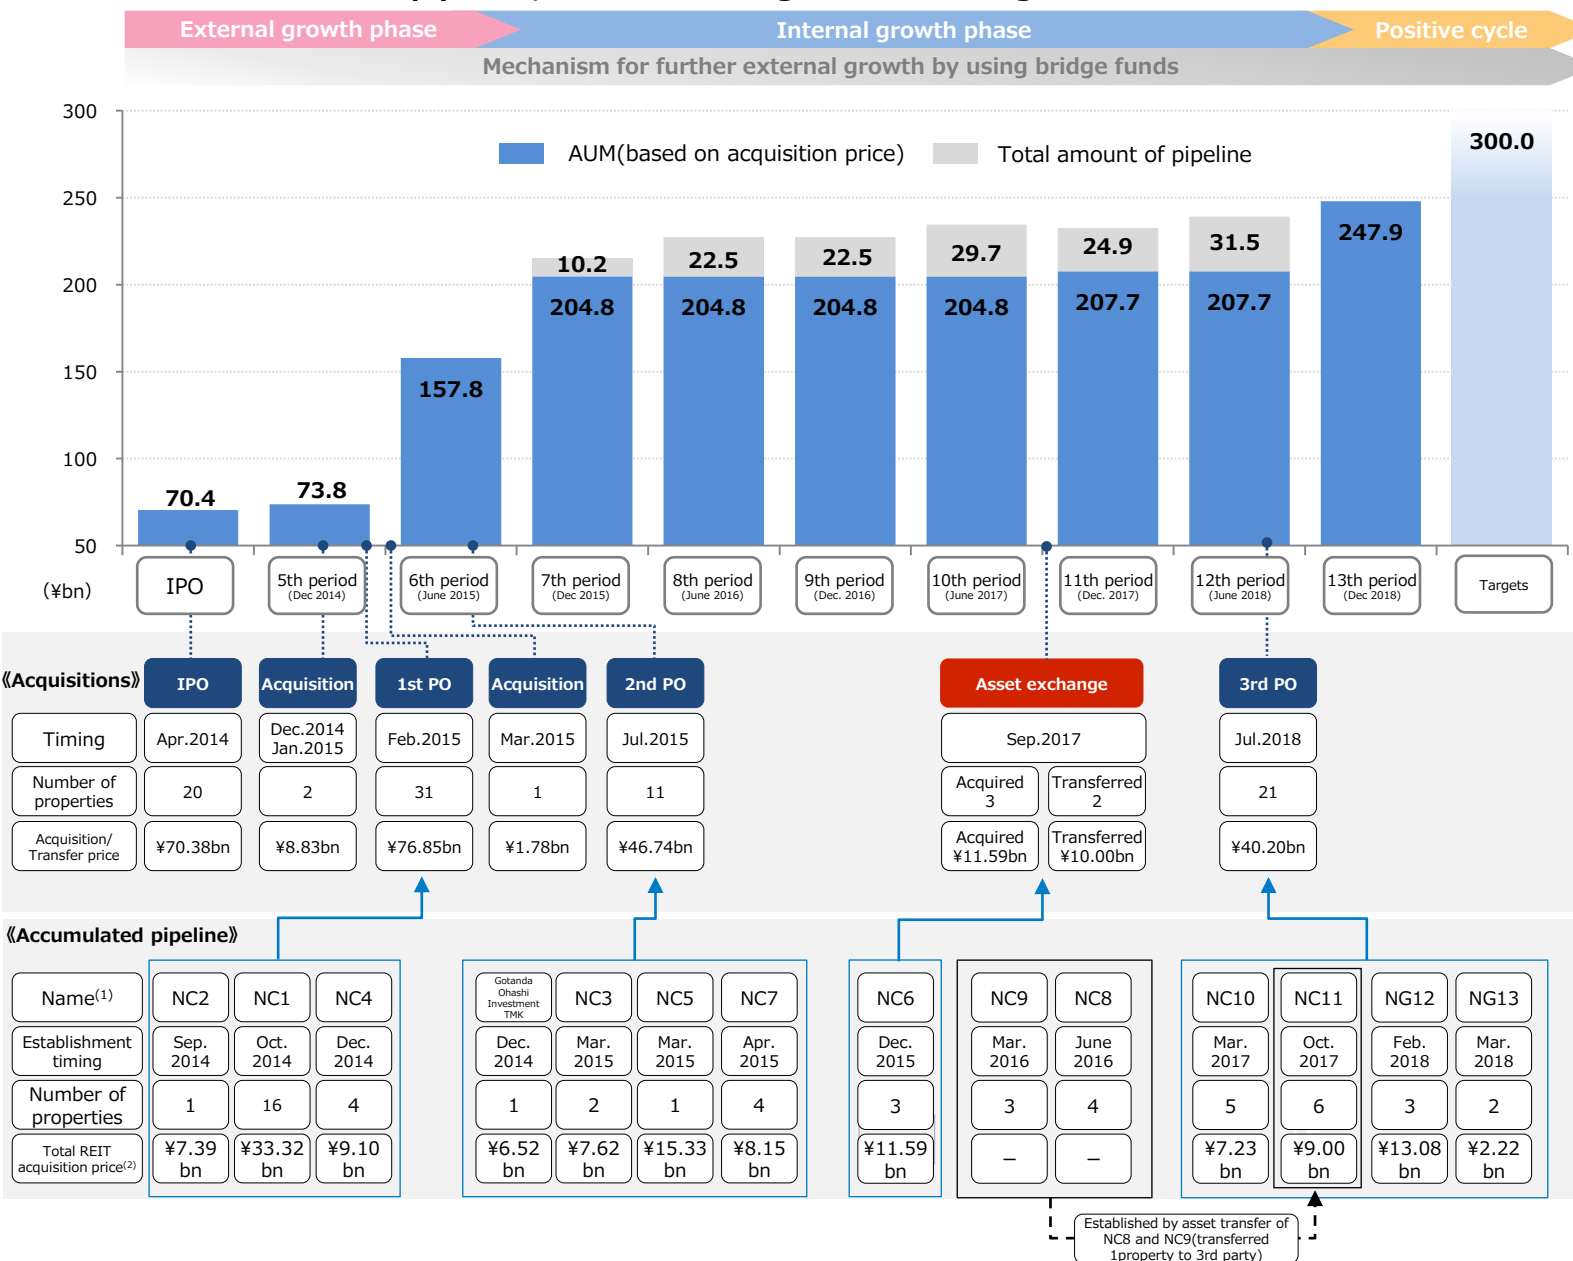 External growth phase
Internal growth phase
Positive cycle
Mechanism for further external growth by using bridge funds
300
250
200
150
100
50
(¥bn)
AUM(based on acquisition price)
Total amount of pipeline
70.4
73.8
157.8
10.2
204.8
22.5
204.8
22.5
204.8
29.7
204.8
24.9
207.7
31.5
207.7
247.9
300.0
IPO
5th period
(Dec 2014)
6th period
(June 2015)
7th period
(Dec 2015)
8th period
(June 2016)
9th period
(Dec. 2016)
10th period
(June 2017)
11th period
(Dec. 2017)
12th period
(June 2018)
13th period
(Dec 2018)
Targets
《Acquisitions》
IPO
Acquisition
1st PO
Acquisition
2nd PO
Asset exchange
3rd PO
Timing
Apr.2014
Dec.2014
Jan.2015
Feb.2015
Mar.2015
Jul.2015
Sep.2017
Jul.2018
Number of
properties
20
2
31
1
11
Acquired
3
Transferred
2
21
Acquisition/
Transfer price
¥70.38bn
¥8.83bn
¥76.85bn
¥1.78bn
¥46.74bn
Acquired
¥11.59bn
Transferred
¥10.00bn
¥40.20bn
《Accumulated pipeline》
Name(1)
NC2
NC1
NC4
Gotanda
Ohashi
Investment
TMK
NC3
NC5
NC7
NC6
NC9
NC8
NC10
NC11
NG12
NG13
Establishment
timing
Sep.
2014
Oct.
2014
Dec.
2014
Dec.
2014
Mar.
2015
Mar.
2015
Apr.
2015
Dec.
2015
Mar.
2016
June
2016
Mar.
2017
Oct.
2017
Feb.
2018
Mar.
2018
Number of
properties
1
16
4
1
2
1
4
3
3
4
5
6
3
2
Total REIT
acquisition price(2)
¥7.39
bn
¥33.32
bn
¥9.10
bn
¥6.52
bn
¥7.62
bn
¥15.33
bn
¥8.15
bn
¥11.59
bn
–
–
¥7.23
bn
¥9.00
bn
¥13.08
bn
¥2.22
bn
Established by asset transfer of
NC8 and NC9(transferred
1property to 3rd party)